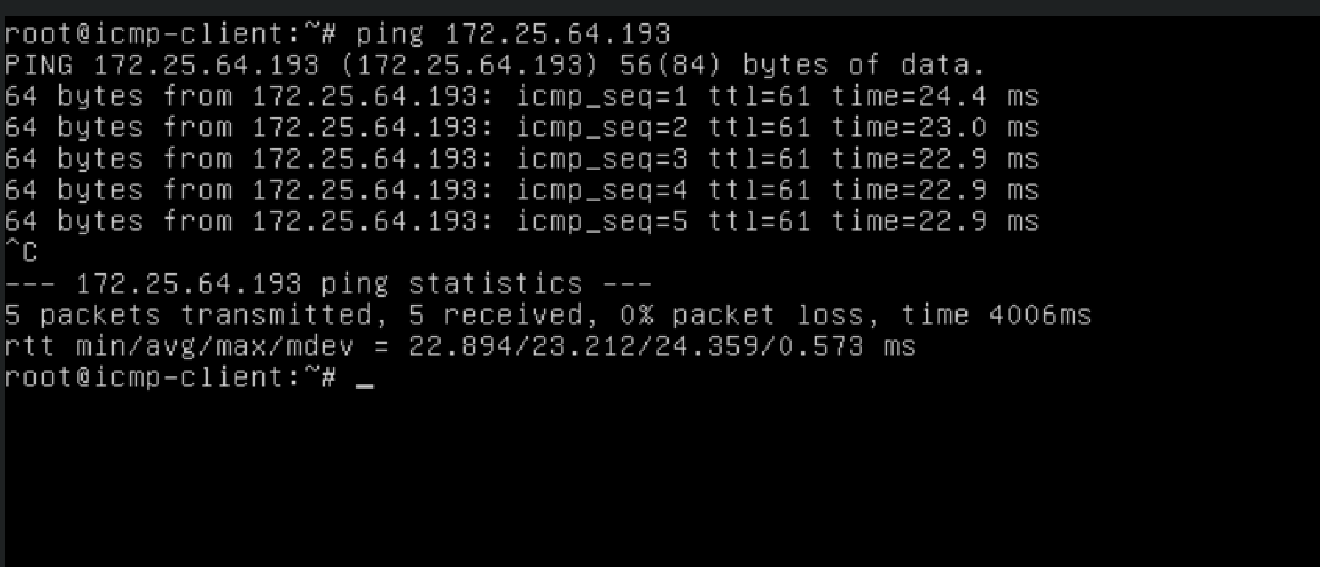 root@icmp-client:~# ping 172.25.64.193
PING 172.25.64.193 (172.25.64.193) 56(84) bytes of data.
64 bytes from 172.25.64.193: icmp_seq=1 ttl=61 time=24.4 ms
64 bytes from 172.25.64.193: icmp_seq=2 ttl=61 time=23.0 ms
64 bytes from 172.25.64.193: icmp_seq=3 ttl=61 time=22.9 ms
64 bytes from 172.25.64.193: icmp_seq=4 ttl=61 time=22.9 ms
64 bytes from 172.25.64.193: icmp_seq=5 ttl=61 time=22.9 ms
^C
--- 172.25.64.193 ping statistics ---
5 packets transmitted, 5 received, 0% packet loss, time 4006ms
rtt min/avg/max/mdev = 22.894/23.212/24.359/0.573 ms
root@icmp-client:~# _